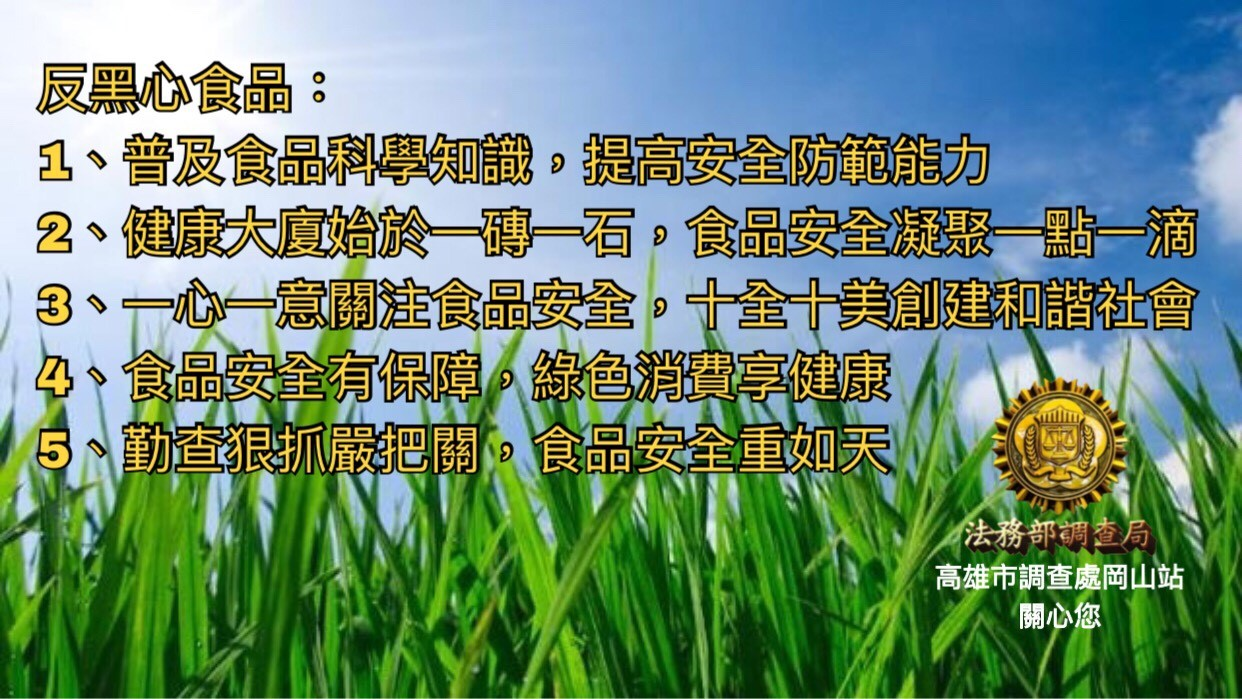 反黑心食品：
1、普及食品科學知識，提高安全防範能力
2、健康大廈始於一磚一石，食品安全凝聚一點一滴
3、一心一意關注食品安全，十全十美創建和諧社會
4、食品安全有保障，綠色消費享健康
5、勤查狠抓嚴把關，食品安全重如天
法務部調查局
高雄市調查處岡山站
關心您